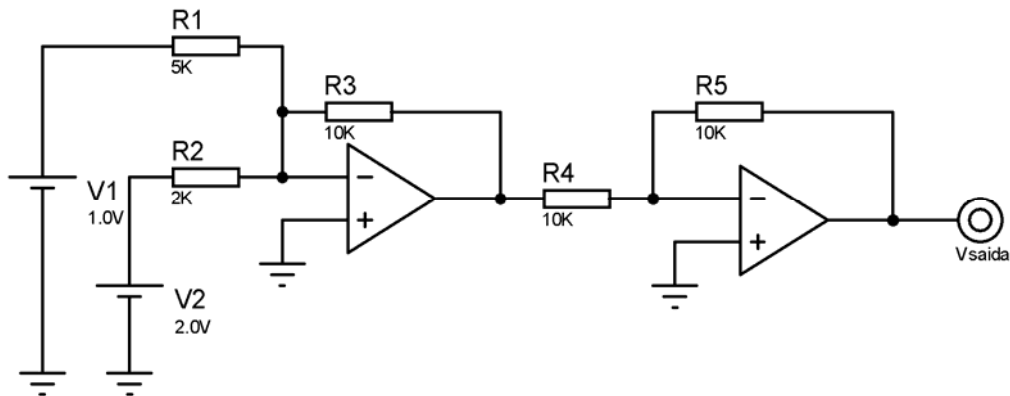 R1
5K
R3
10K
R5
10K
R2
2K
R4
10K
V1
1.0V
V2
2.0V
−
+
−
+
Vsaida